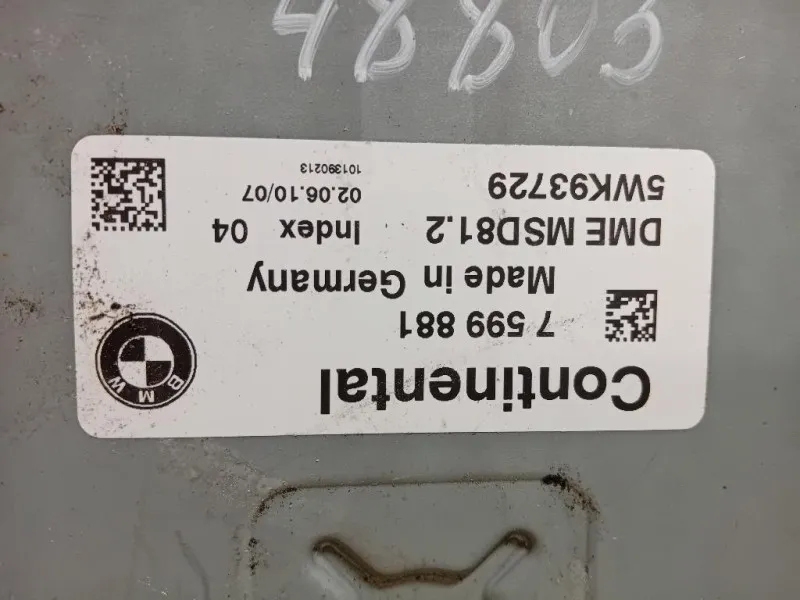 48803
Continental
7 599 881
Made in Germany
DME MSD81.2 Index 04
5WK93729 02.06.10/07
101390213
BMW